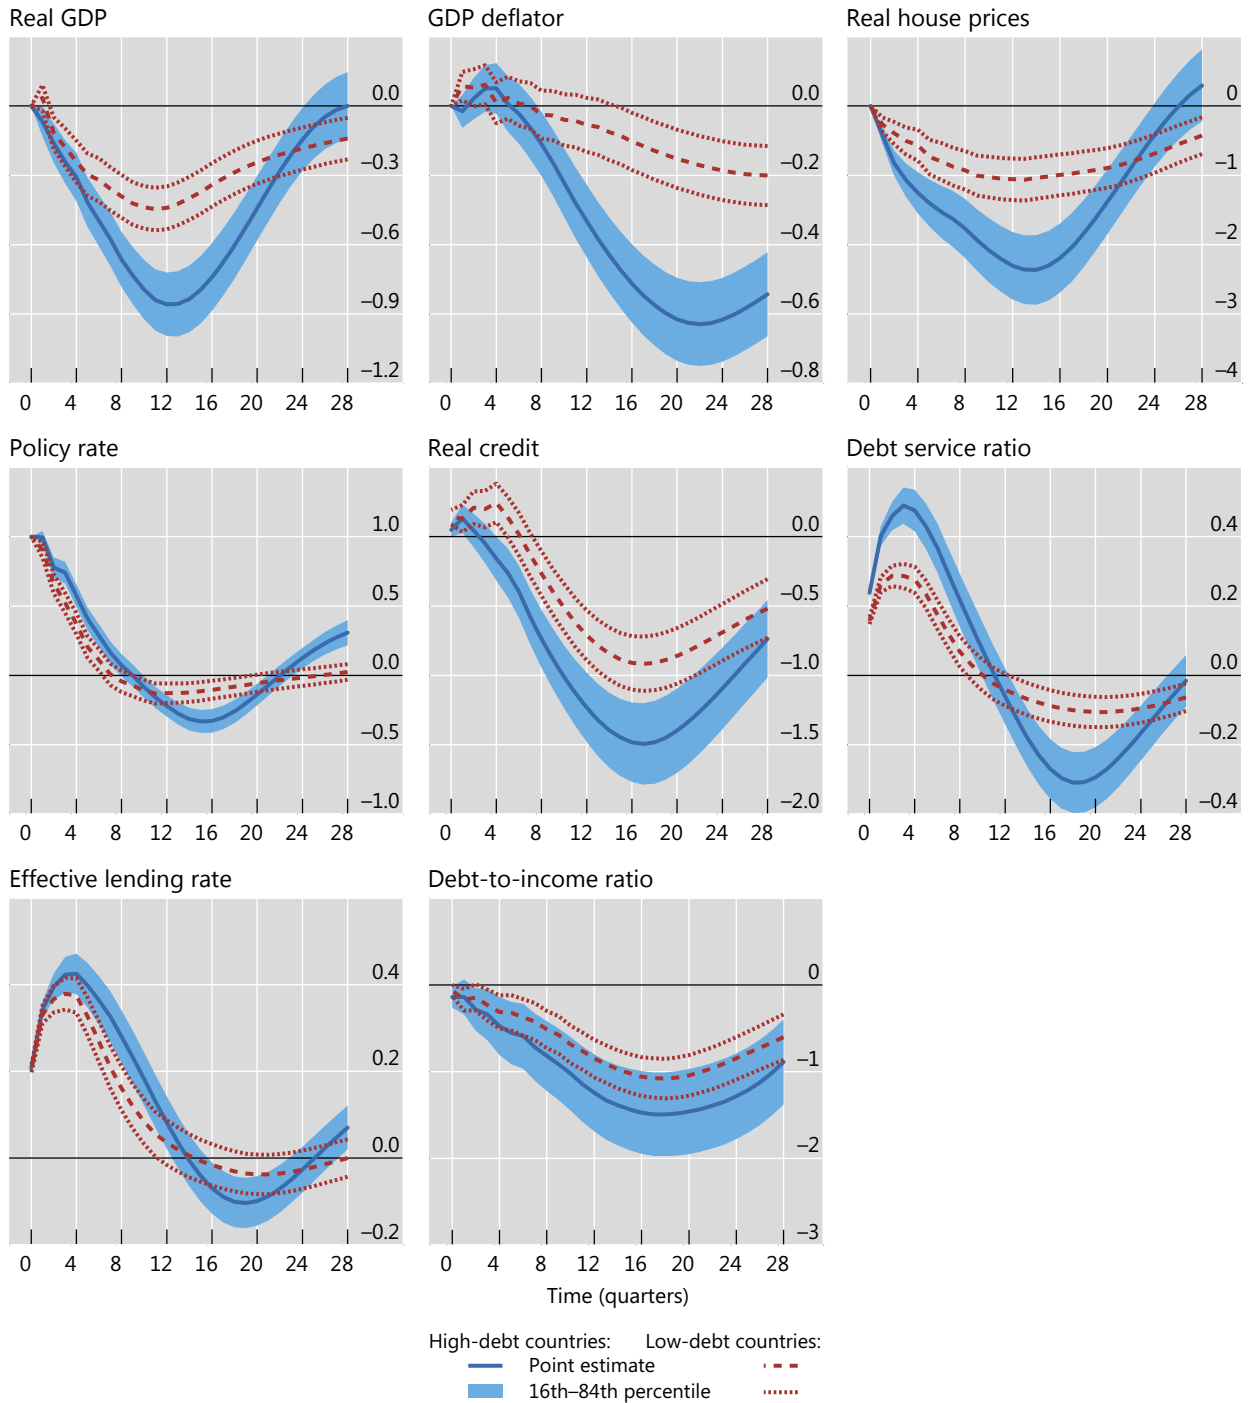 Real GDP
GDP deflator
Real house prices
0.0
–0.3
–0.6
–0.9
–1.2
0 4 8 12 16 20 24 28
0.0
–0.2
–0.4
–0.6
–0.8
0 4 8 12 16 20 24 28
0
–1
–2
–3
–4
0 4 8 12 16 20 24 28
Policy rate
Real credit
Debt service ratio
1.0
0.5
0.0
–0.5
–1.0
0 4 8 12 16 20 24 28
0.0
–0.5
–1.0
–1.5
–2.0
0 4 8 12 16 20 24 28
0.4
0.2
0.0
–0.2
–0.4
0 4 8 12 16 20 24 28
Effective lending rate
Debt-to-income ratio
0.4
0.2
0.0
–0.2
0 4 8 12 16 20 24 28
0
–1
–2
–3
0 4 8 12 16 20 24 28
Time (quarters)
High-debt countries: Low-debt countries:
Point estimate
16th–84th percentile